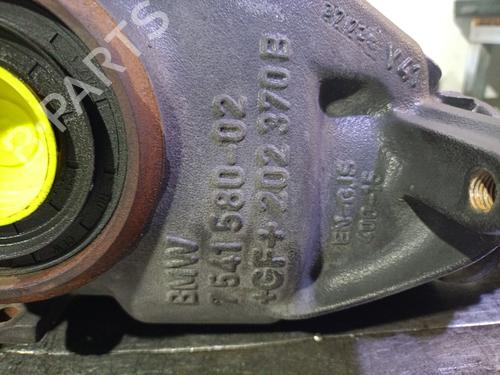 BMW
7541580-02
+GF+ 202 370 B
EN-GJS
400-15
B-PARTS